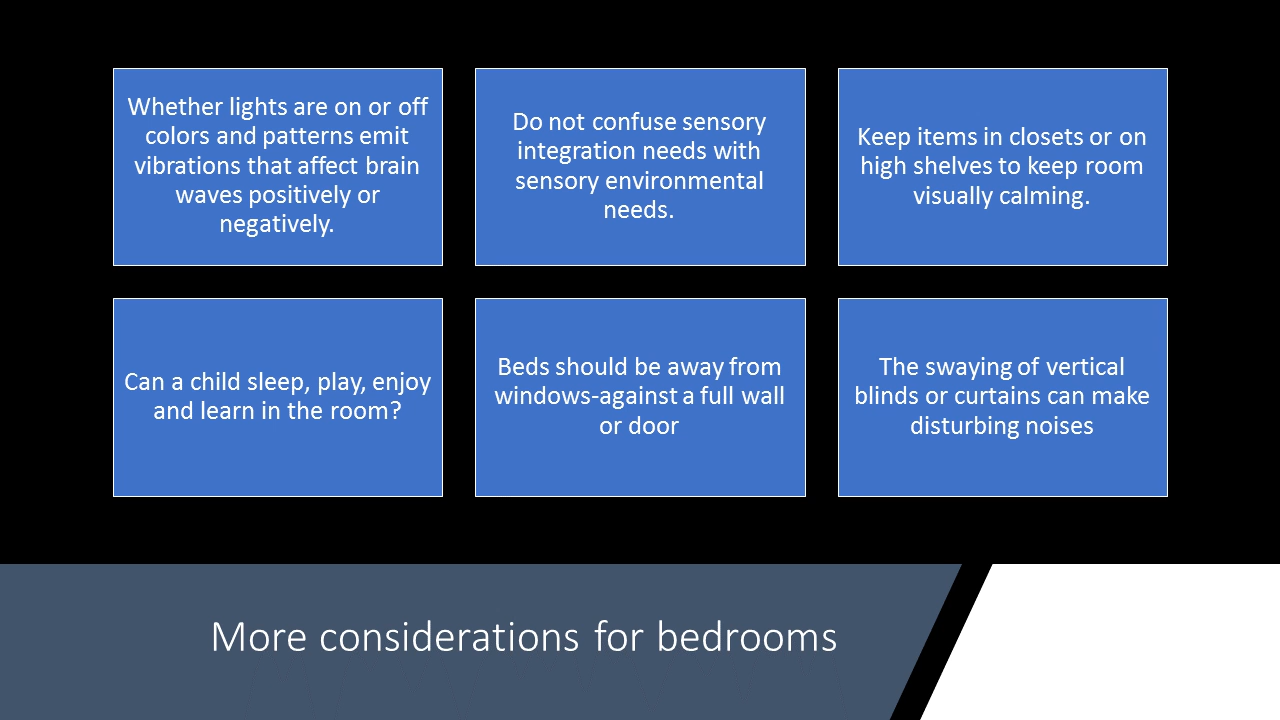 Whether lights are on or off
colors and patterns emit
vibrations that affect brain
waves positively or
negatively.
Do not confuse sensory
integration needs with
sensory environmental
needs.
Keep items in closets or on
high shelves to keep room
visually calming.
Can a child sleep, play, enjoy
and learn in the room?
Beds should be away from
windows-against a full wall
or door
The swaying of vertical
blinds or curtains can make
disturbing noises
More considerations for bedrooms